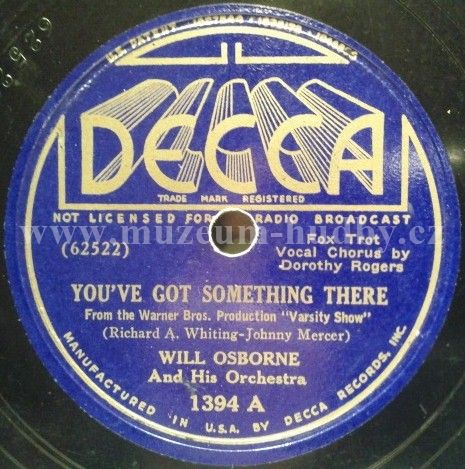 DECCA
TRADE MARK REGISTERED
NOT LICENSED FOR RADIO BROADCAST
www.muzeum-hudby.cz
(62522)
Fox Trot
Vocal Chorus by
Dorothy Rogers
YOU'VE GOT SOMETHING THERE
From the Warner Bros. Production "Varsity Show"
(Richard A. Whiting-Johnny Mercer)
WILL OSBORNE
And His Orchestra
1394 A
MANUFACTURED IN U.S.A. BY DECCA RECORDS, INC.